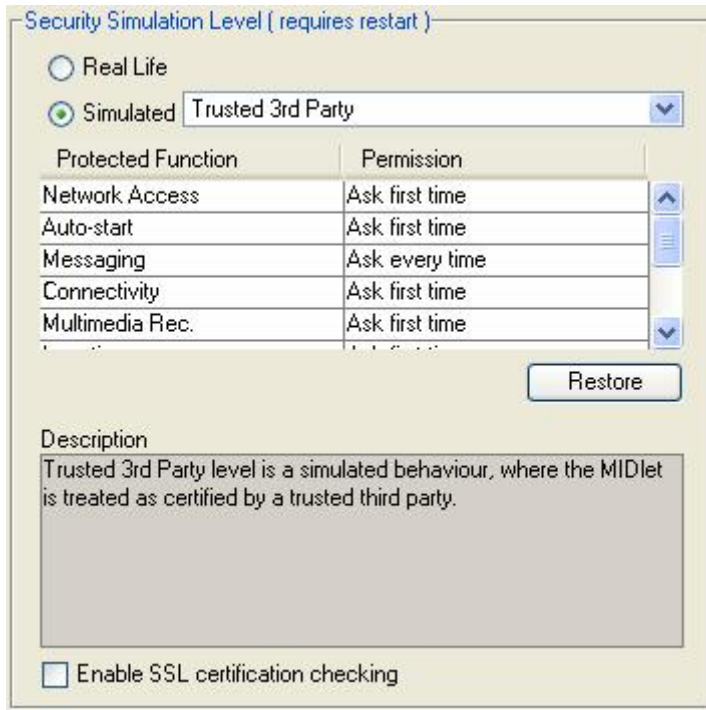 Security Simulation Level ( requires restart )
Real Life
Simulated Trusted 3rd Party
Protected Function Permission
Network Access Ask first time
Auto-start Ask first time
Messaging Ask every time
Connectivity Ask first time
Multimedia Rec. Ask first time
Restore
Description
Trusted 3rd Party level is a simulated behaviour, where the MIDlet
is treated as certified by a trusted third party.
Enable SSL certification checking